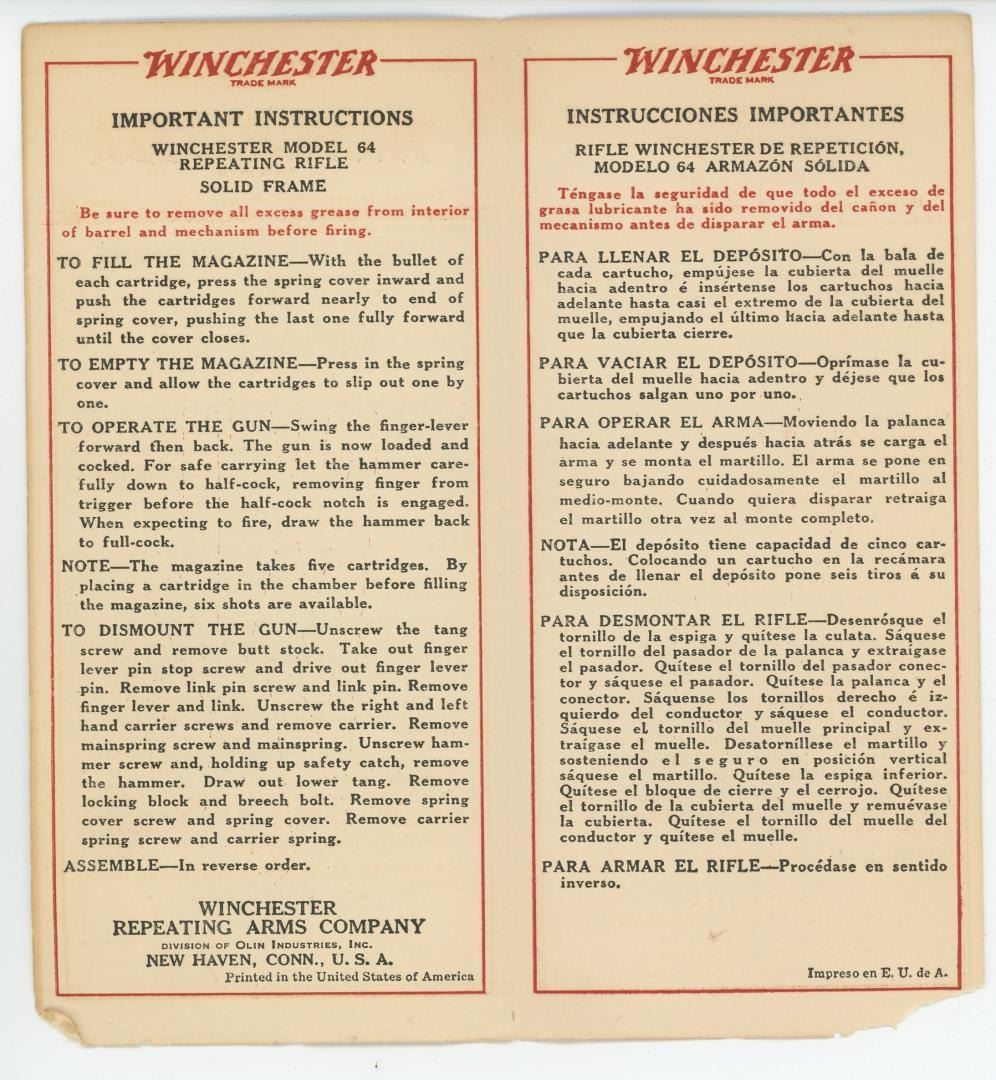 WINCHESTER
TRADE MARK
IMPORTANT INSTRUCTIONS
WINCHESTER MODEL 64
REPEATING RIFLE
SOLID FRAME
Be sure to remove all excess grease from interior
of barrel and mechanism before firing.
TO FILL THE MAGAZINE—With the bullet of
each cartridge, press the spring cover inward and
push the cartridges forward nearly to end of
spring cover, pushing the last one fully forward
until the cover closes.
TO EMPTY THE MAGAZINE—Press in the spring
cover and allow the cartridges to slip out one by
one.
TO OPERATE THE GUN—Swing the finger-lever
forward then back. The gun is now loaded and
cocked. For safe carrying let the hammer care-
fully down to half-cock, removing finger from
trigger before the half-cock notch is engaged.
When expecting to fire, draw the hammer back
to full-cock.
NOTE—The magazine takes five cartridges. By
placing a cartridge in the chamber before filling
the magazine, six shots are available.
TO DISMOUNT THE GUN—Unscrew the tang
screw and remove butt stock. Take out finger
lever pin stop screw and drive out finger lever
pin. Remove link pin screw and link pin. Remove
finger lever and link. Unscrew the right and left
hand carrier screws and remove carrier. Remove
mainspring screw and mainspring. Unscrew ham-
mer screw and, holding up safety catch, remove
the hammer. Draw out lower tang. Remove
locking block and breech bolt. Remove spring
cover screw and spring cover. Remove carrier
spring screw and carrier spring.
ASSEMBLE—In reverse order.
WINCHESTER
REPEATING ARMS COMPANY
DIVISION OF OLIN INDUSTRIES, INC.
NEW HAVEN, CONN., U. S. A.
Printed in the United States of America
WINCHESTER
TRADE MARK
INSTRUCCIONES IMPORTANTES
RIFLE WINCHESTER DE REPETICIÓN,
MODELO 64 ARMAZÓN SÓLIDA
Téngase la seguridad de que todo el exceso de
grasa lubricante ha sido removido del cañon y del
mecanismo antes de disparar el arma.
PARA LLENAR EL DEPÓSITO—Con la bala de
cada cartucho, empújese la cubierta del muelle
hacia adentro é insértense los cartuchos hacia
adelante hasta casi el extremo de la cubierta del
muelle, empujando el último hacia adelante hasta
que la cubierta cierre.
PARA VACIAR EL DEPÓSITO—Oprímase la cu-
bierta del muelle hacia adentro y déjese que los
cartuchos salgan uno por uno.
PARA OPERAR EL ARMA—Moviendo la palanca
hacia adelante y después hacia atrás se carga el
arma y se monta el martillo. El arma se pone en
seguro bajando cuidadosamente el martillo al
medio-monte. Cuando quiera disparar retraiga
el martillo otra vez al monte completo.
NOTA—El depósito tiene capacidad de cinco car-
tuchos. Colocando un cartucho en la recámara
antes de llenar el depósito pone seis tiros á su
disposición.
PARA DESMONTAR EL RIFLE—Desenrósque el
tornillo de la espiga y quítese la culata. Sáquese
el tornillo del pasador de la palanca y extraígase
el pasador. Quítese el tornillo del pasador conec-
tor y sáquese el pasador. Quítese la palanca y el
conector. Sáquense los tornillos derecho é iz-
quierdo del conductor y sáquese el conductor.
Sáquese el tornillo del muelle principal y ex-
traígase el muelle. Desatorníllese el martillo y
sosteniendo el seguro en posición vertical
sáquese el martillo. Quítese la espiga inferior.
Quítese el bloque de cierre y el cerrojo. Quítese
el tornillo de la cubierta del muelle y remuévase
la cubierta. Quítese el tornillo del muelle del
conductor y quítese el muelle.
PARA ARMAR EL RIFLE—Procédase en sentido
inverso.
Impreso en E. U. de A.